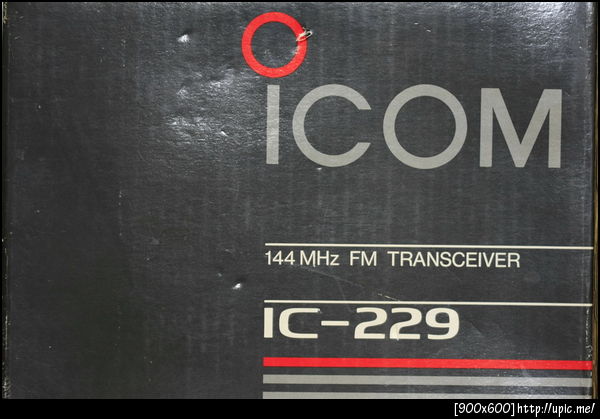 ICOM
144 MHz FM TRANSCEIVER
IC-229
[900x600]http://upic.me/